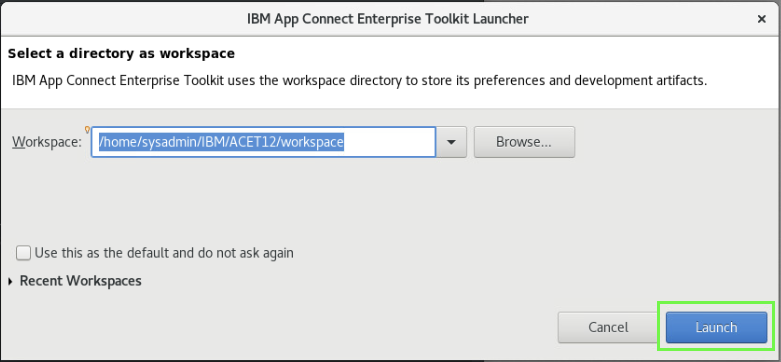 IBM App Connect Enterprise Toolkit Launcher
Select a directory as workspace
IBM App Connect Enterprise Toolkit uses the workspace directory to store its preferences and development artifacts.
Workspace: /home/sysadmin/IBM/ACET12/workspace Browse...
Use this as the default and do not ask again
Recent Workspaces
Cancel Launch